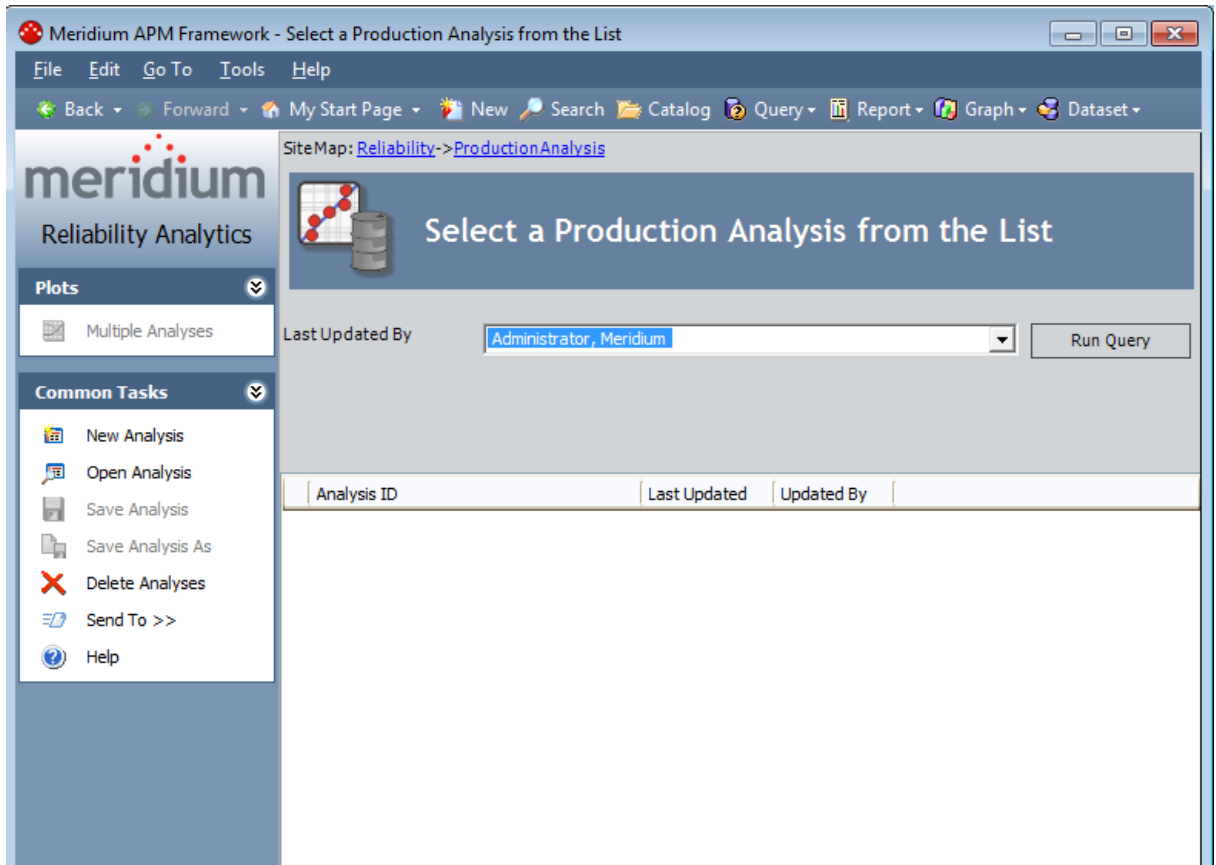 Meridium APM Framework - Select a Production Analysis from the List
File Edit Go To Tools Help
Back Forward My Start Page New Search Catalog Query Report Graph Dataset
meridium
Reliability Analytics
Plots
Multiple Analyses
Common Tasks
New Analysis
Open Analysis
Save Analysis
Save Analysis As
Delete Analyses
Send To >>
Help
Site Map: Reliability->Production Analysis
Select a Production Analysis from the List
Last Updated By Administrator, Meridium Run Query
Analysis ID Last Updated Updated By